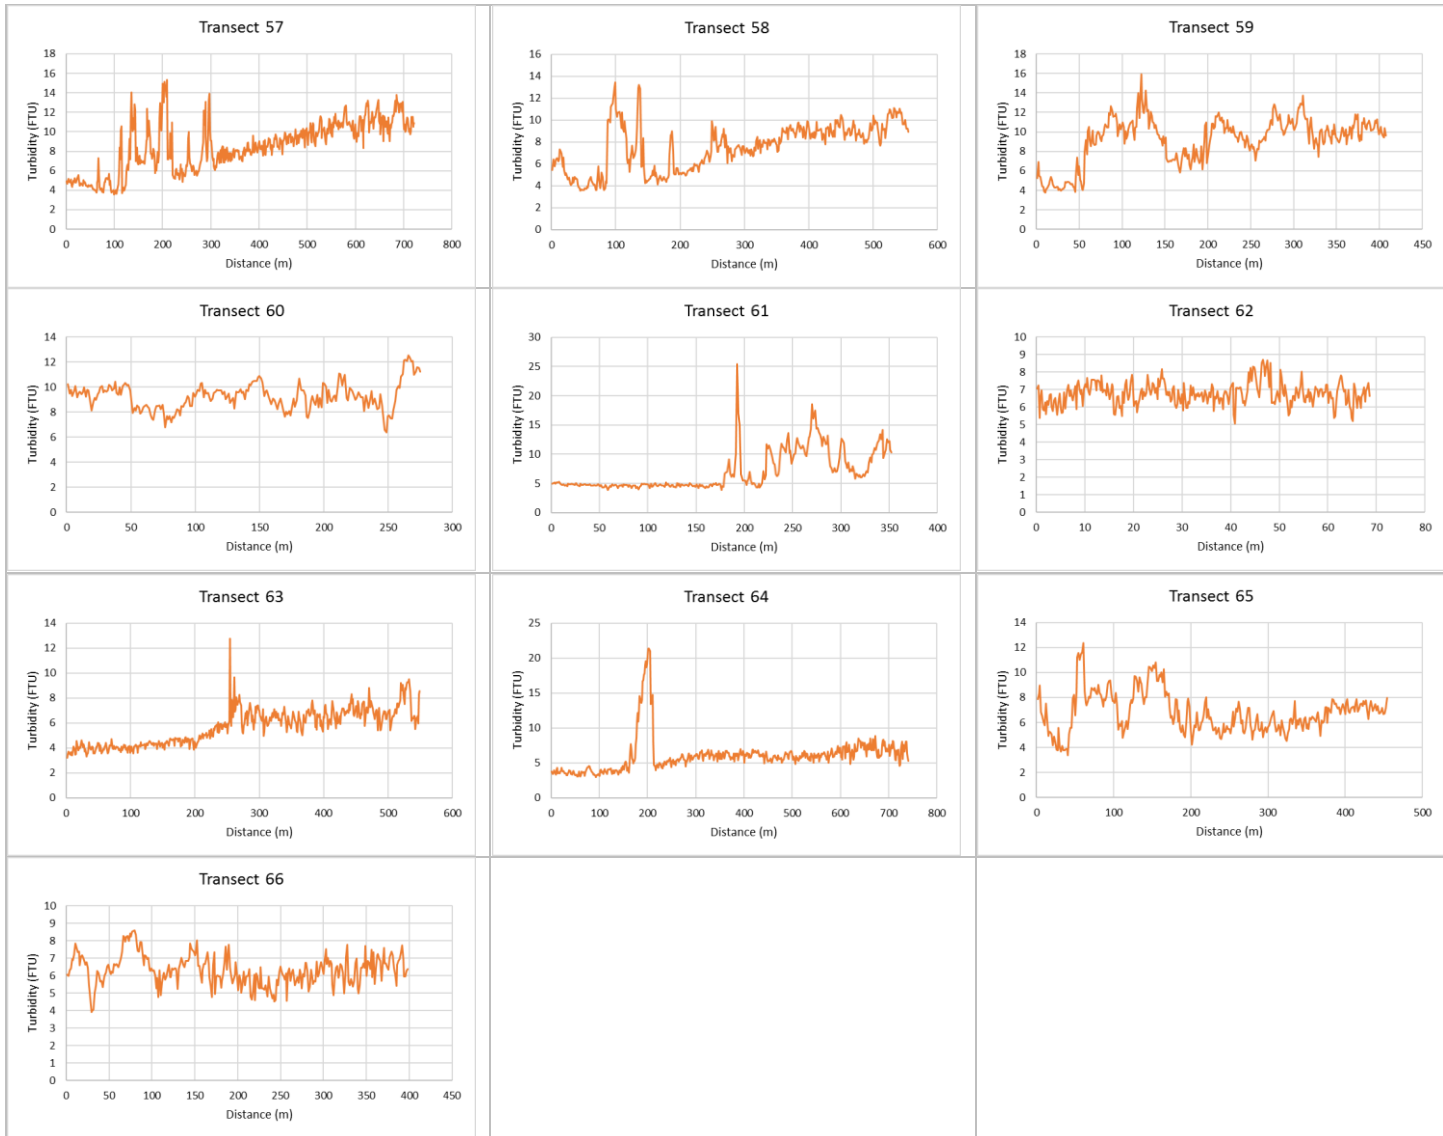 Transect 57
Turbidity (FTU)
18
16
14
12
10
8
6
4
2
0
0 100 200 300 400 500 600 700 800
Distance (m)
Transect 58
Turbidity (FTU)
16
14
12
10
8
6
4
2
0
0 100 200 300 400 500 600
Distance (m)
Transect 59
Turbidity (FTU)
18
16
14
12
10
8
6
4
2
0
0 50 100 150 200 250 300 350 400 450
Distance (m)
Transect 60
Turbidity (FTU)
14
12
10
8
6
4
2
0
0 50 100 150 200 250 300
Distance (m)
Transect 61
Turbidity (FTU)
30
25
20
15
10
5
0
0 50 100 150 200 250 300 350 400
Distance (m)
Transect 62
Turbidity (FTU)
10
9
8
7
6
5
4
3
2
1
0
0 10 20 30 40 50 60 70 80
Distance (m)
Transect 63
Turbidity (FTU)
14
12
10
8
6
4
2
0
0 100 200 300 400 500 600
Distance (m)
Transect 64
Turbidity (FTU)
25
20
15
10
5
0
0 100 200 300 400 500 600 700 800
Distance (m)
Transect 65
Turbidity (FTU)
14
12
10
8
6
4
2
0
0 100 200 300 400 500
Distance (m)
Transect 66
Turbidity (FTU)
10
9
8
7
6
5
4
3
2
1
0
0 50 100 150 200 250 300 350 400 450
Distance (m)